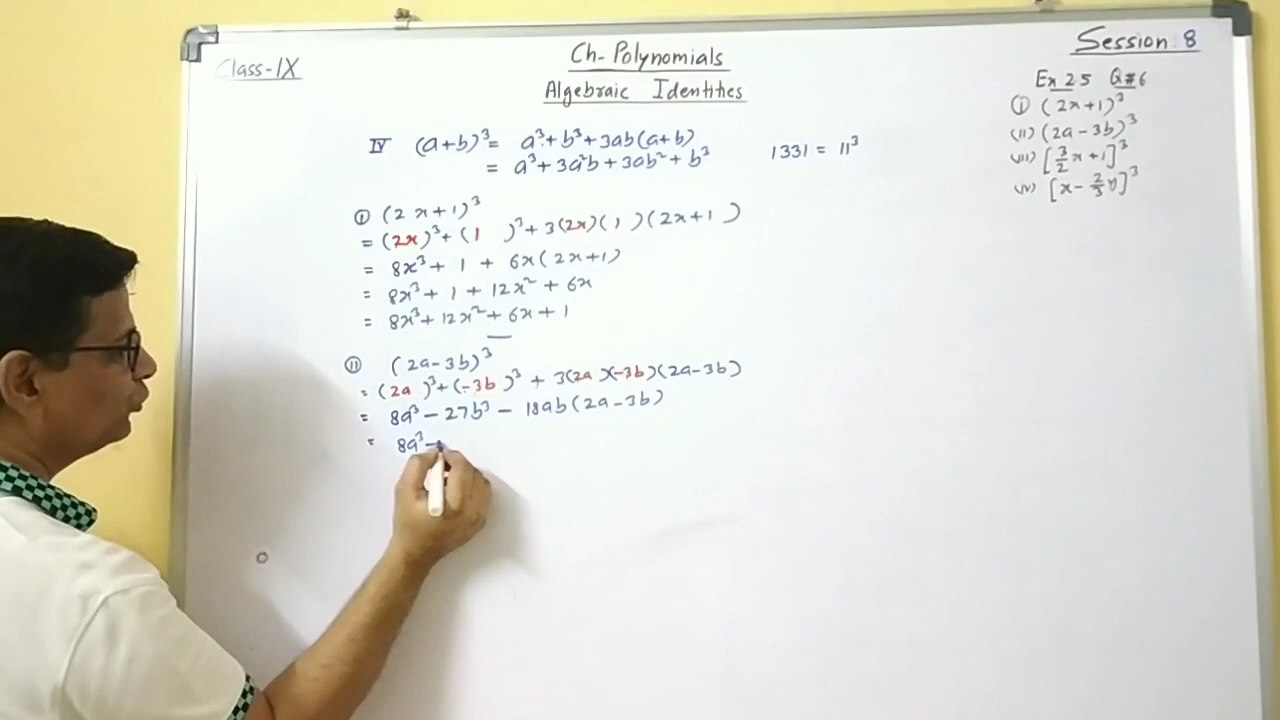 Class-IX
Ch-Polynomials
Algebraic Identities
Session: 8
Ex 2.5 Q#6
(i) (2x+1)³
(ii) (2a-3b)³
(iii) [3/2 x+1]³
(iv) [x-2/3 y]³
IV (a+b)³ = a³+b³+3ab(a+b)
= a³+3a²b+3ab²+b³
1331 = 11³
(i) (2x+1)³
= (2x)³+(1)³+3(2x)(1)(2x+1)
= 8x³+1+6x(2x+1)
= 8x³+1+12x²+6x
= 8x³+12x²+6x+1
(ii) (2a-3b)³
= (2a)³+(-3b)³+3(2a)(-3b)(2a-3b)
= 8a³-27b³-18ab(2a-3b)
= 8a³-